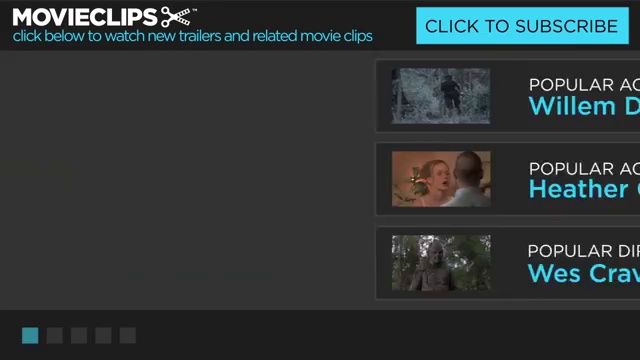 MOVIECLIPS™
click below to watch new trailers and related movie clips
CLICK TO SUBSCRIBE
POPULAR AC
Willem D
POPULAR AC
Heather
POPULAR DIR
Wes Crav